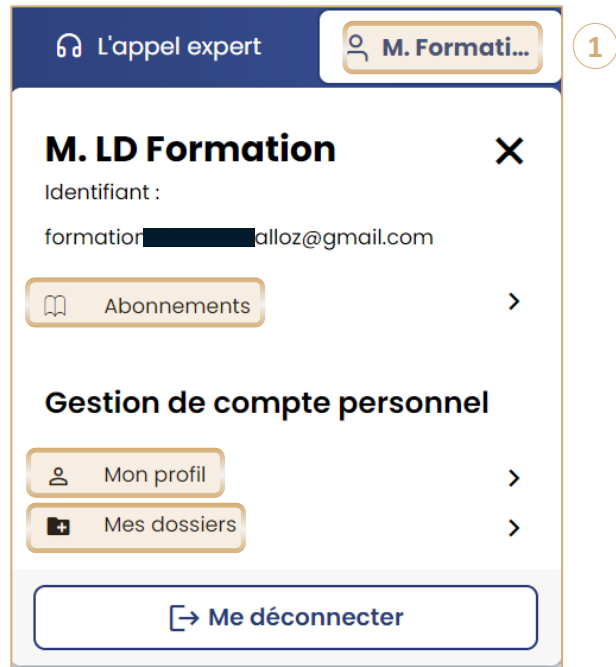 L'appel expert
M. Formati...
1
M. LD Formation
Identifiant :
formation alloz@gmail.com
Abonnements
Gestion de compte personnel
Mon profil
Mes dossiers
Me déconnecter